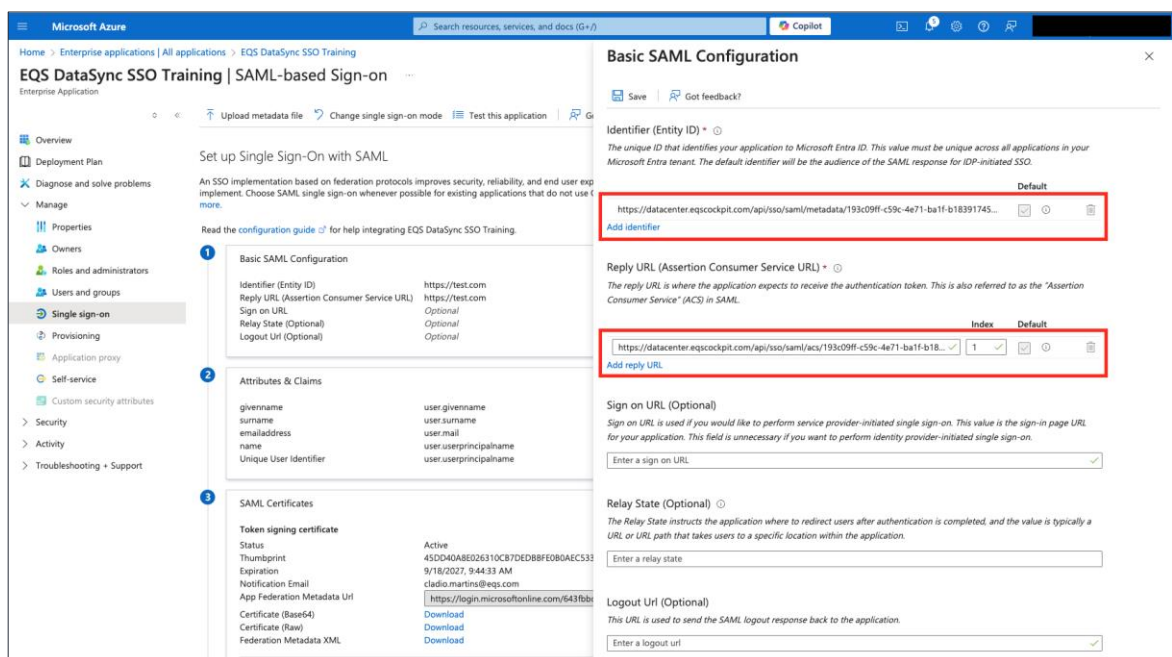 Microsoft Azure
Search resources, services, and docs (G+/)
Copilot
1
Home > Enterprise applications | All applications > EQS DataSync SSO Training
EQS DataSync SSO Training | SAML-based Sign-on ...
Enterprise Application
Overview
Deployment Plan
Diagnose and solve problems
Manage
Properties
Owners
Roles and administrators
Users and groups
Single sign-on
Provisioning
Application proxy
Self-service
Custom security attributes
Security
Activity
Troubleshooting + Support
Upload metadata file Change single sign-on mode Test this application
Set up Single Sign-On with SAML
An SSO implementation based on federation protocols improves security, reliability, and end user exp
implement. Choose SAML single sign-on whenever possible for existing applications that do not use
more.
Read the configuration guide for help integrating EQS DataSync SSO Training.
1
Basic SAML Configuration
Identifier (Entity ID) https://test.com
Reply URL (Assertion Consumer Service URL) https://test.com
Sign on URL Optional
Relay State (Optional) Optional
Logout Url (Optional) Optional
2
Attributes & Claims
givenname user.givenname
surname user.surname
emailaddress user.mail
name user.userprincipalname
Unique User Identifier user.userprincipalname
3
SAML Certificates
Token signing certificate
Status Active
Thumbprint 45DD40A8E026310CB7DEDBBFE0B0AEC533
Expiration 9/18/2027, 9:44:33 AM
Notification Email cladio.martins@eqs.com
App Federation Metadata Url https://login.microsoftonline.com/643fbb
Certificate (Base64) Download
Certificate (Raw) Download
Federation Metadata XML Download
Basic SAML Configuration
Save Got feedback?
Identifier (Entity ID) *
The unique ID that identifies your application to Microsoft Entra ID. This value must be unique across all applications in your
Microsoft Entra tenant. The default identifier will be the audience of the SAML response for IDP-initiated SSO.
Default
https://datacenter.eqscockpit.com/api/sso/saml/metadata/193c09ff-c59c-4e71-ba1f-b18391745...
Add identifier
Reply URL (Assertion Consumer Service URL) *
The reply URL is where the application expects to receive the authentication token. This is also referred to as the "Assertion
Consumer Service" (ACS) in SAML.
Index Default
https://datacenter.eqscockpit.com/api/sso/saml/acs/193c09ff-c59c-4e71-ba1f-b18... 1
Add reply URL
Sign on URL (Optional)
Sign on URL is used if you would like to perform service provider-initiated single sign-on. This value is the sign-in page URL
for your application. This field is unnecessary if you want to perform identity provider-initiated single sign-on.
Enter a sign on URL
Relay State (Optional)
The Relay State instructs the application where to redirect users after authentication is completed, and the value is typically a
URL or URL path that takes users to a specific location within the application.
Enter a relay state
Logout Url (Optional)
This URL is used to send the SAML logout response back to the application.
Enter a logout url